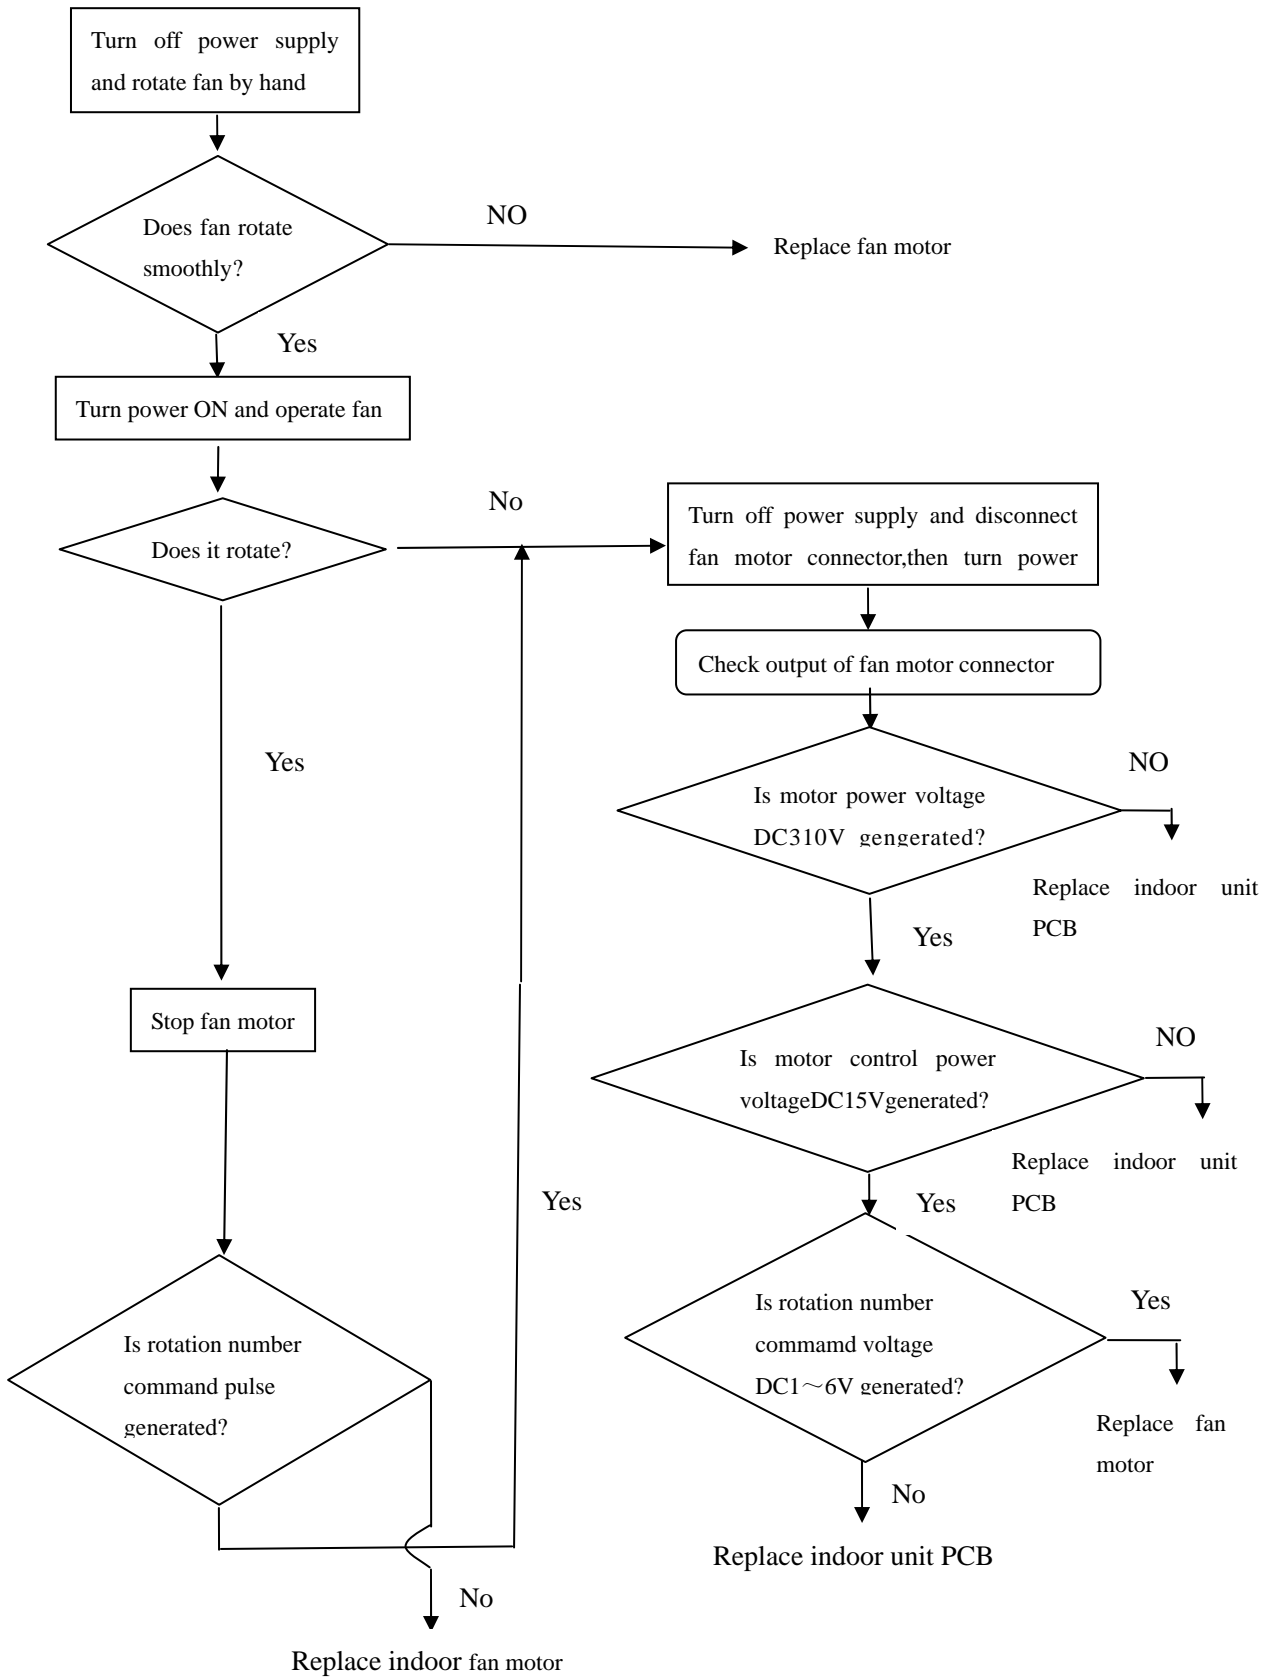 Turn off power supply
and rotate fan by hand
Does fan rotate
smoothly?
NO
Replace fan motor
Yes
Turn power ON and operate fan
Does it rotate?
No
Turn off power supply and disconnect
fan motor connector,then turn power
Check output of fan motor connector
Yes
Is motor power voltage
DC310V gengerated?
NO
Replace indoor unit
PCB
Yes
Stop fan motor
Is motor control power
voltageDC15Vgenerated?
NO
Replace indoor unit
PCB
Yes
Yes
Is rotation number
command pulse
generated?
Is rotation number
commamd voltage
DC1～6V generated?
Yes
Replace fan
motor
No
Replace indoor unit PCB
No
Replace indoor fan motor